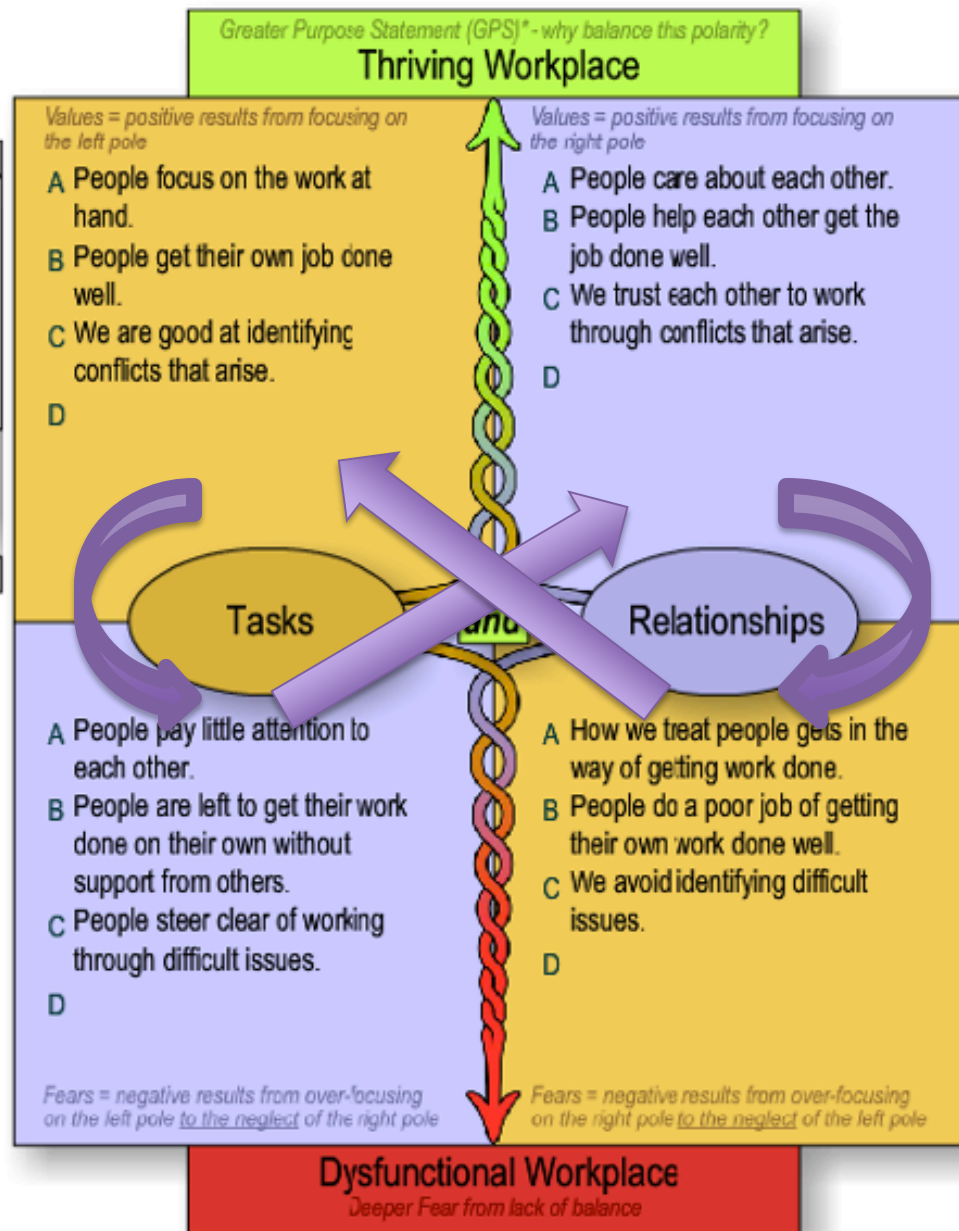 Greater Purpose Statement (GPS)* - why balance this polarity?
Thriving Workplace
Values = positive results from focusing on
the left pole
A People focus on the work at
hand.
B People get their own job done
well.
C We are good at identifying
conflicts that arise.
D
Values = positive results from focusing on
the right pole
A People care about each other.
B People help each other get the
job done well.
C We trust each other to work
through conflicts that arise.
D
Tasks
and
Relationships
A People pay little attention to
each other.
B People are left to get their work
done on their own without
support from others.
C People steer clear of working
through difficult issues.
D
Fears = negative results from over-focusing
on the left pole to the neglect of the right pole
A How we treat people gets in the
way of getting work done.
B People do a poor job of getting
their own work done well.
C We avoid identifying difficult
issues.
D
Fears = negative results from over-focusing
on the right pole to the neglect of the left pole
Dysfunctional Workplace
Deeper Fear from lack of balance